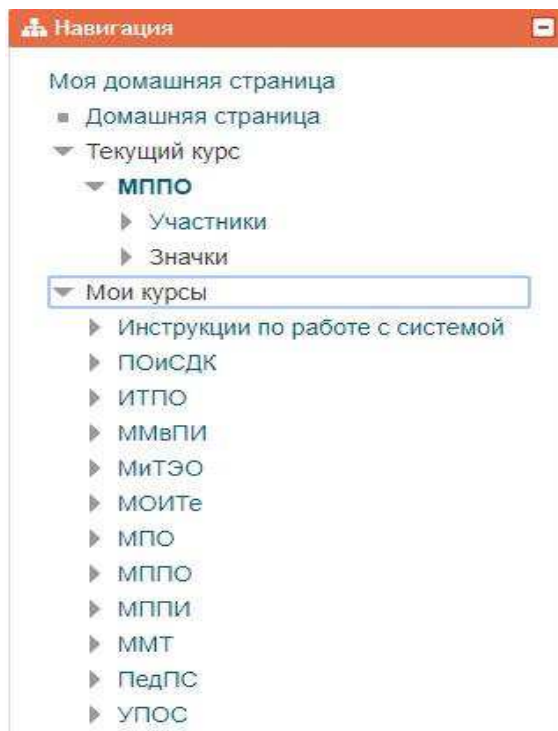 Навигация
Моя домашняя страница
Домашняя страница
Текущий курс
МППО
Участники
Значки
Мои курсы
Инструкции по работе с системой
ПОиСДК
ИТПО
ММвПИ
МиТЭО
МОИТе
МПО
МППО
МППИ
ММТ
ПедПС
УПОС